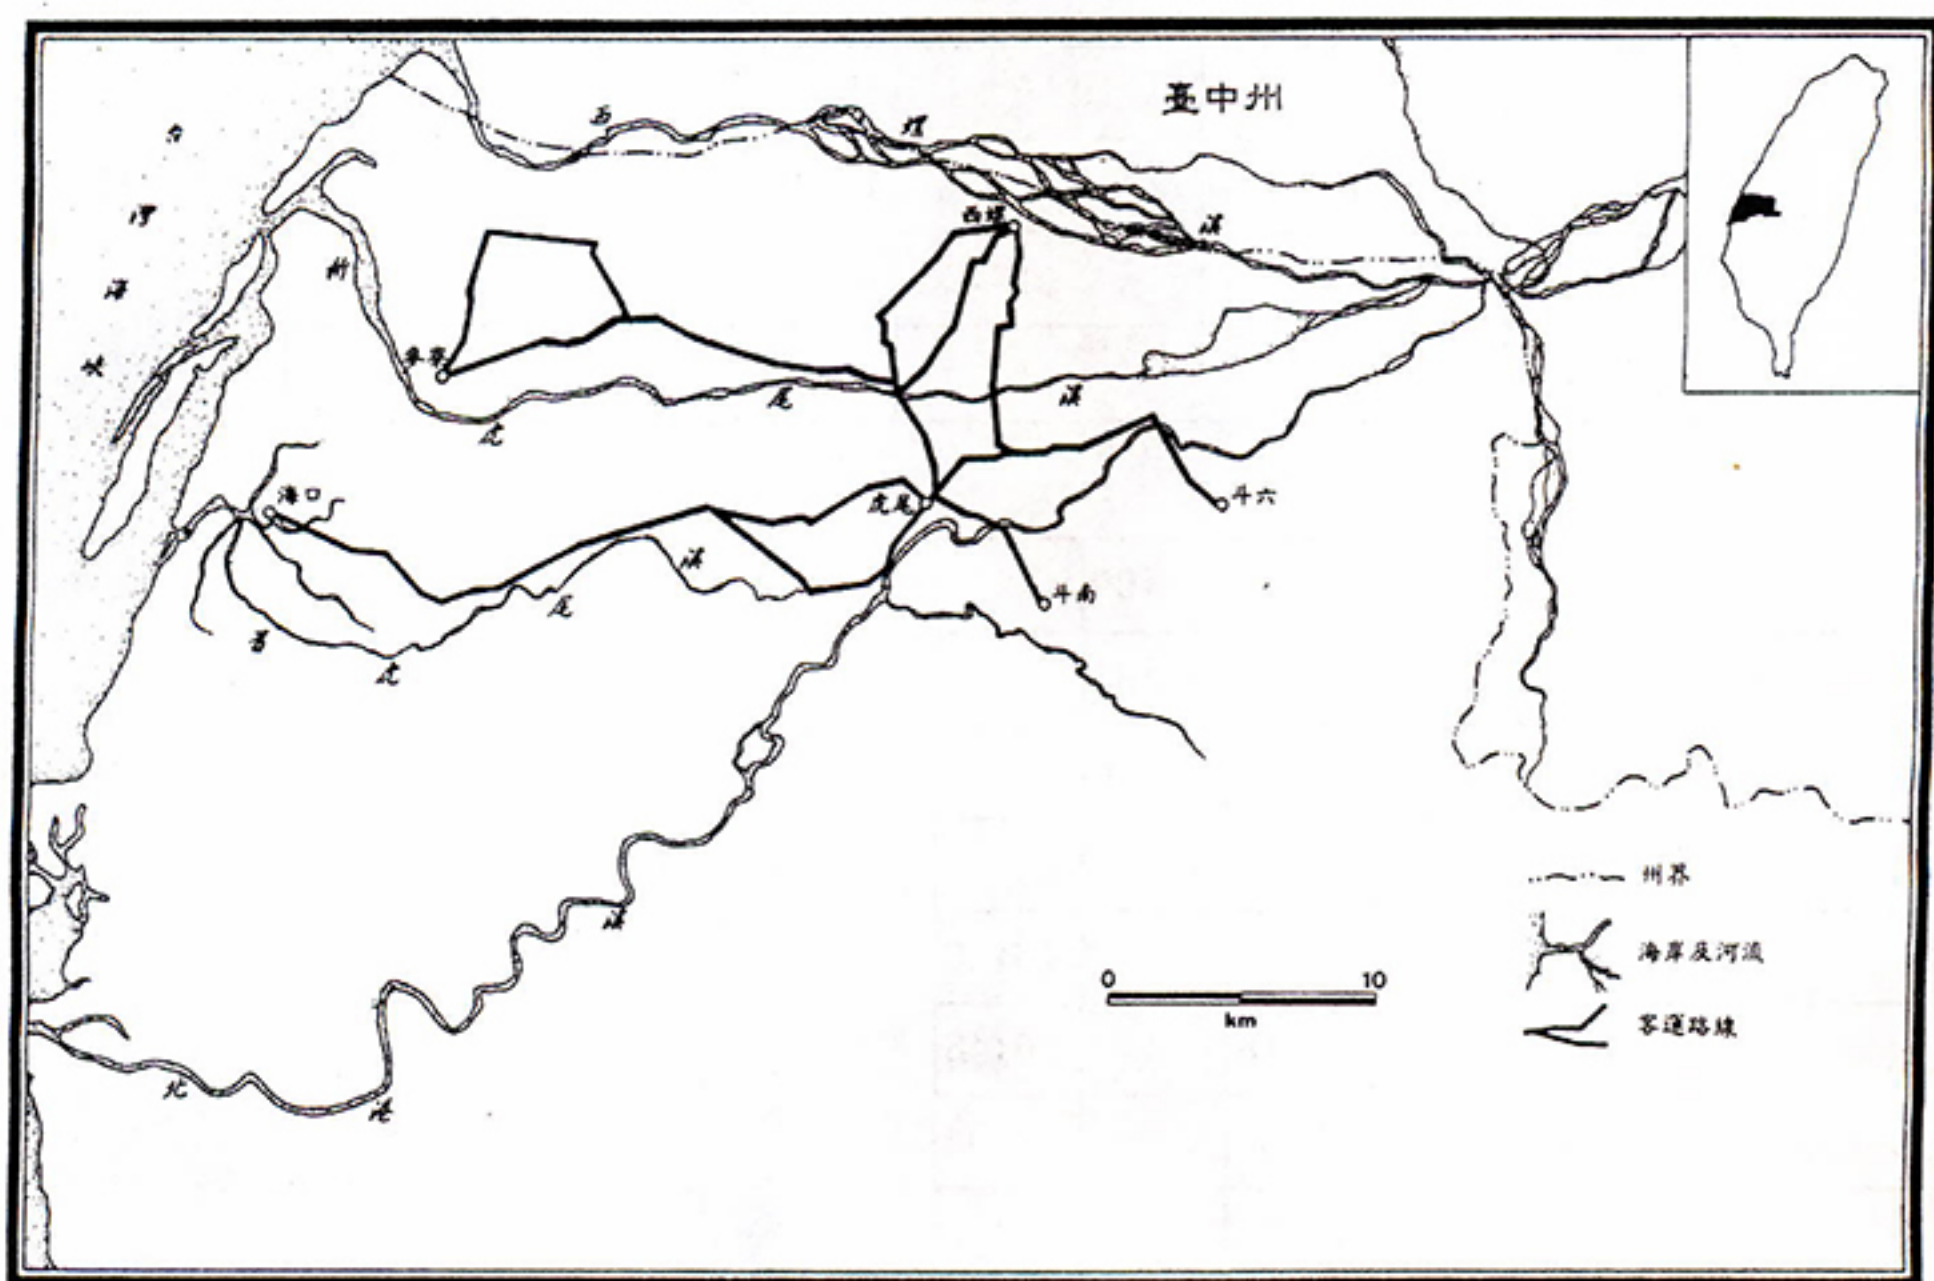 臺中州
台灣海峽
西螺溪
西螺
新虎尾溪
麥寮
海口
虎尾
斗六
斗南
舊虎尾溪
北港溪
州界
海岸及河流
客運路線
0 10
km